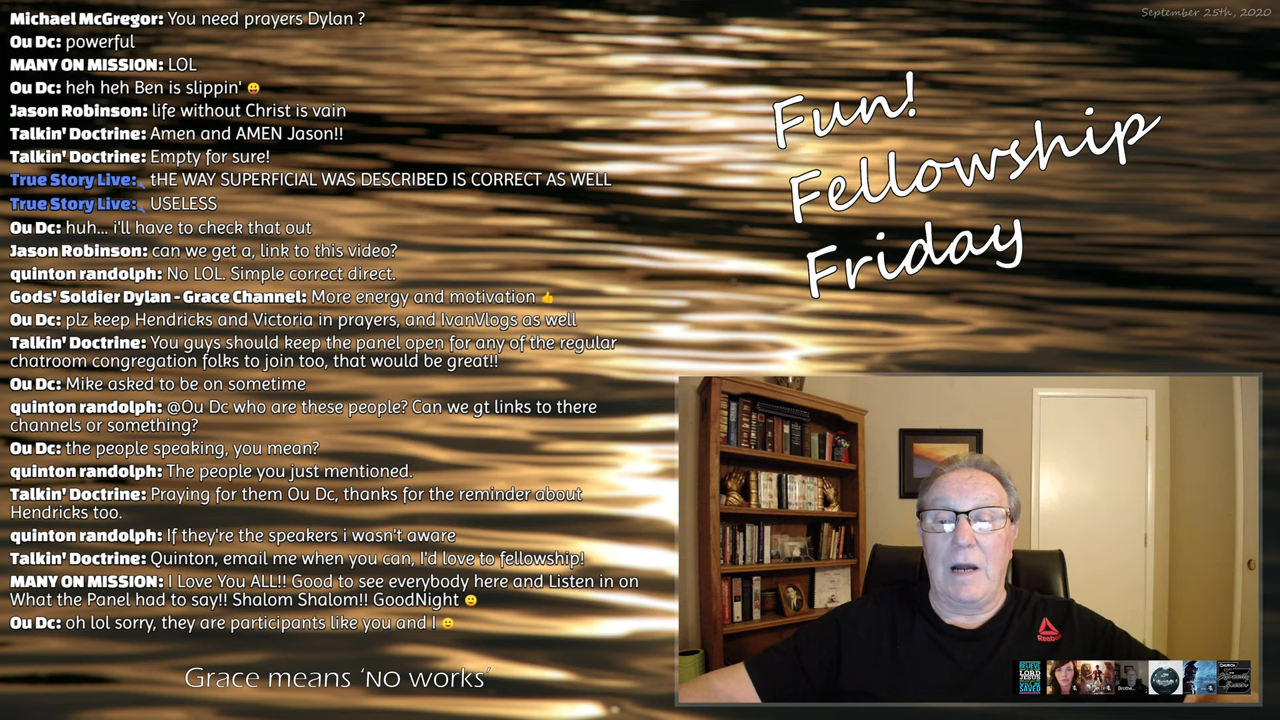 Michael McGregor: You need prayers Dylan ?
Ou Dc: powerful
MANY ON MISSION: LOL
Ou Dc: heh heh Ben is slippin' 😛
Jason Robinson: life without Christ is vain
Talkin' Doctrine: Amen and AMEN Jason!!
Talkin' Doctrine: Empty for sure!
True Story Live: tHE WAY SUPERFICIAL WAS DESCRIBED IS CORRECT AS WELL
True Story Live: USELESS
Ou Dc: huh... i'll have to check that out
Jason Robinson: can we get a, link to this video?
quinton randolph: No LOL. Simple correct direct.
Gods' Soldier Dylan - Grace Channel: More energy and motivation 👍
Ou Dc: plz keep Hendricks and Victoria in prayers, and IvanVlogs as well
Talkin' Doctrine: You guys should keep the panel open for any of the regular
chatroom congregation folks to join too, that would be great!!
Ou Dc: Mike asked to be on sometime
quinton randolph: @Ou Dc who are these people? Can we gt links to there
channels or something?
Ou Dc: the people speaking, you mean?
quinton randolph: The people you just mentioned.
Talkin' Doctrine: Praying for them Ou Dc, thanks for the reminder about
Hendricks too.
quinton randolph: If they're the speakers i wasn't aware
Talkin' Doctrine: Quinton, email me when you can, I'd love to fellowship!
MANY ON MISSION: I Love You ALL!! Good to see everybody here and Listen in on
What the Panel had to say!! Shalom Shalom!! GoodNight 🙂
Ou Dc: oh lol sorry, they are participants like you and I 🙂
Grace means 'NO works'
September 25th, 2020
Fun!
Fellowship
Friday
Reebok
BELIEVE
LORD
JESUS
WILL BE
SAVED
Brothe...
CHURCH